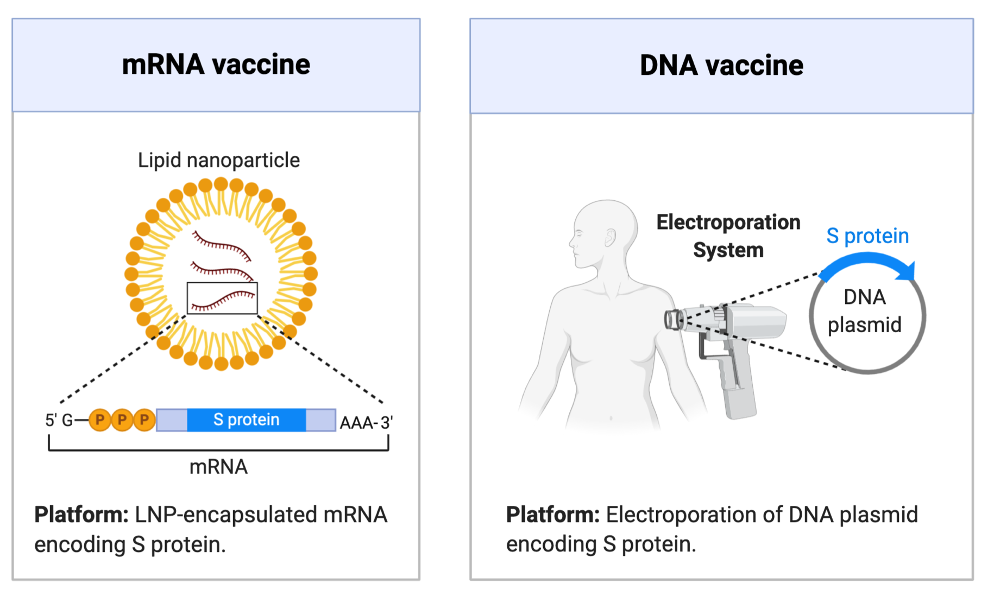 mRNA vaccine
Lipid nanoparticle
5' G
P P P
S protein
AAA-3'
mRNA
Platform: LNP-encapsulated mRNA
encoding S protein.
DNA vaccine
Electroporation
System
S protein
DNA
plasmid
Platform: Electroporation of DNA plasmid
encoding S protein.